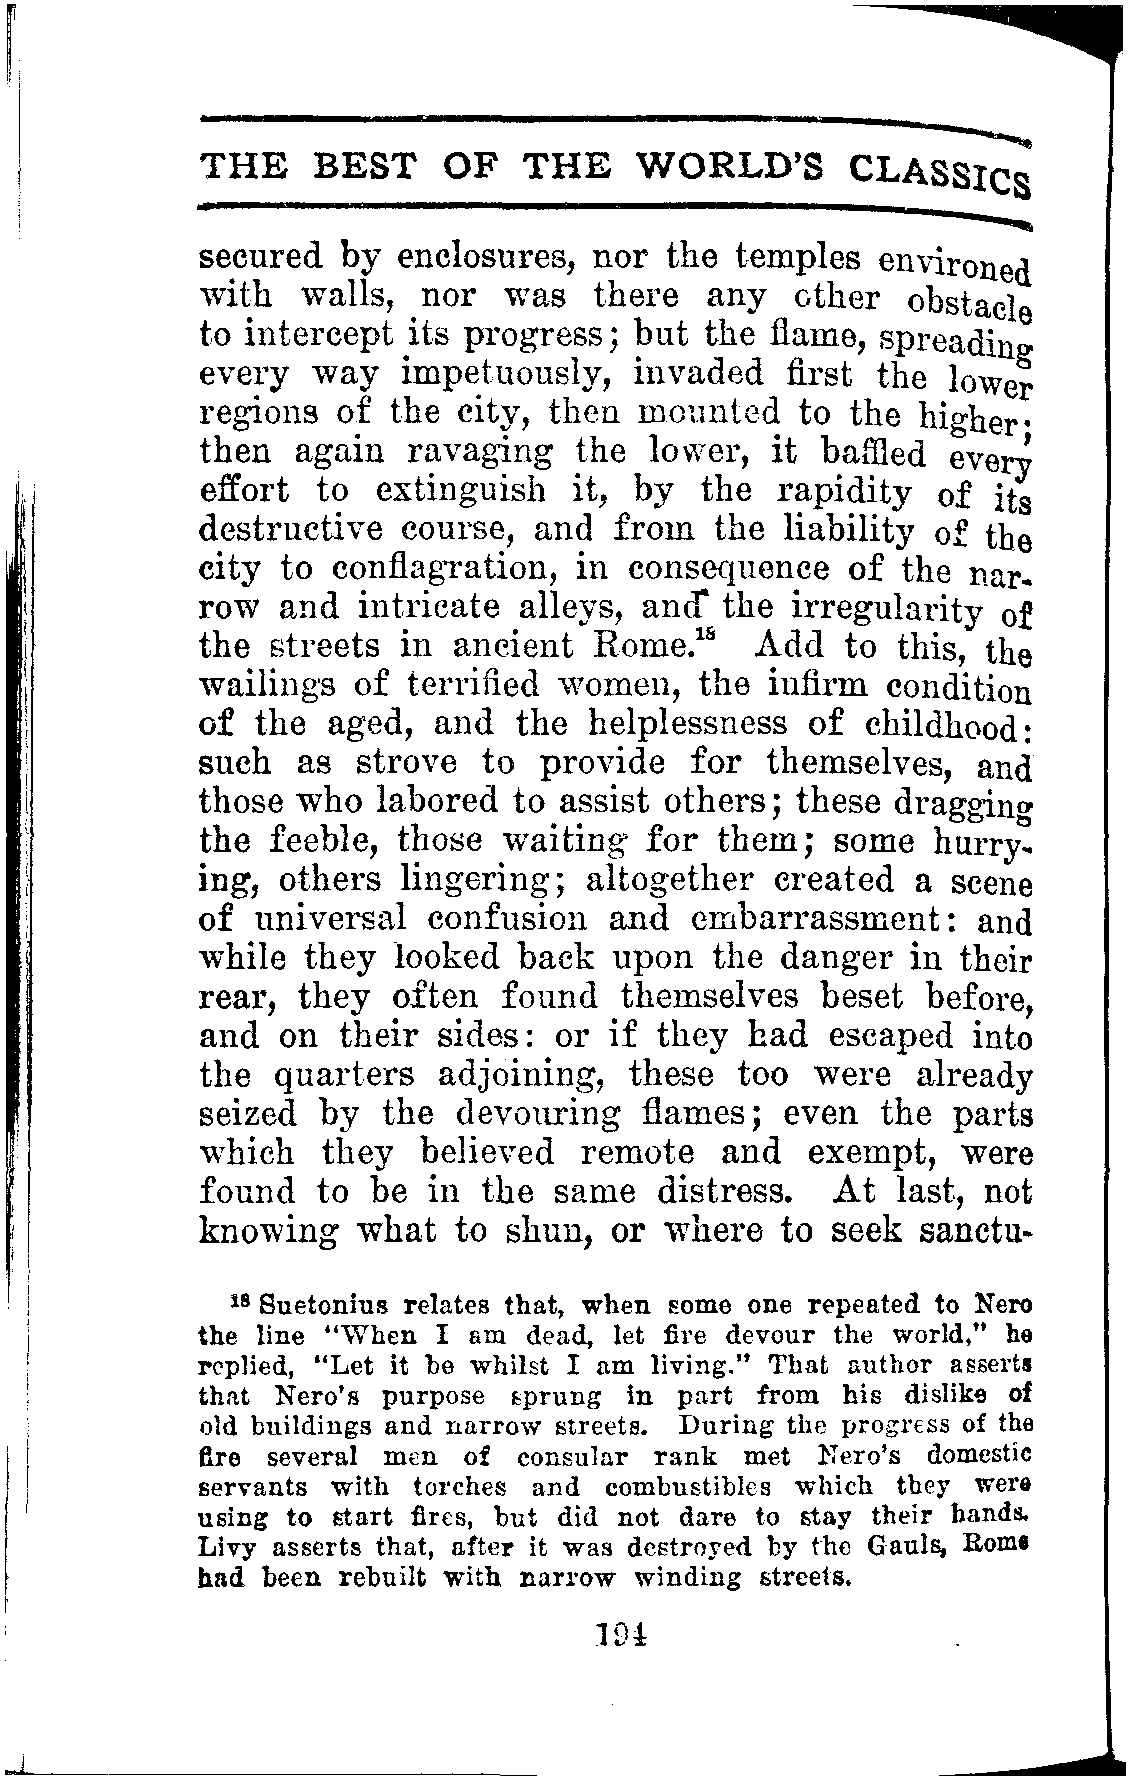 THE BEST OF THE WORLD'S CLASSICS
secured by enclosures, nor the temples environed
with walls, nor was there any other obstacle
to intercept its progress; but the flame, spreading
every way impetuously, invaded first the lower
regions of the city, then mounted to the higher;
then again ravaging the lower, it baffled every
effort to extinguish it, by the rapidity of its
destructive course, and from the liability of the
city to conflagration, in consequence of the nar-
row and intricate alleys, and the irregularity of
the streets in ancient Rome.¹⁸ Add to this, the
wailings of terrified women, the infirm condition
of the aged, and the helplessness of childhood:
such as strove to provide for themselves, and
those who labored to assist others; these dragging
the feeble, those waiting for them; some hurry-
ing, others lingering; altogether created a scene
of universal confusion and embarrassment: and
while they looked back upon the danger in their
rear, they often found themselves beset before,
and on their sides: or if they had escaped into
the quarters adjoining, these too were already
seized by the devouring flames; even the parts
which they believed remote and exempt, were
found to be in the same distress. At last, not
knowing what to shun, or where to seek sanctu-
¹⁸ Suetonius relates that, when some one repeated to Nero
the line "When I am dead, let fire devour the world," he
replied, "Let it be whilst I am living." That author asserts
that Nero's purpose sprung in part from his dislike of
old buildings and narrow streets. During the progress of the
fire several men of consular rank met Nero's domestic
servants with torches and combustibles which they were
using to start fires, but did not dare to stay their hands.
Livy asserts that, after it was destroyed by the Gauls, Rome
had been rebuilt with narrow winding streets.
194